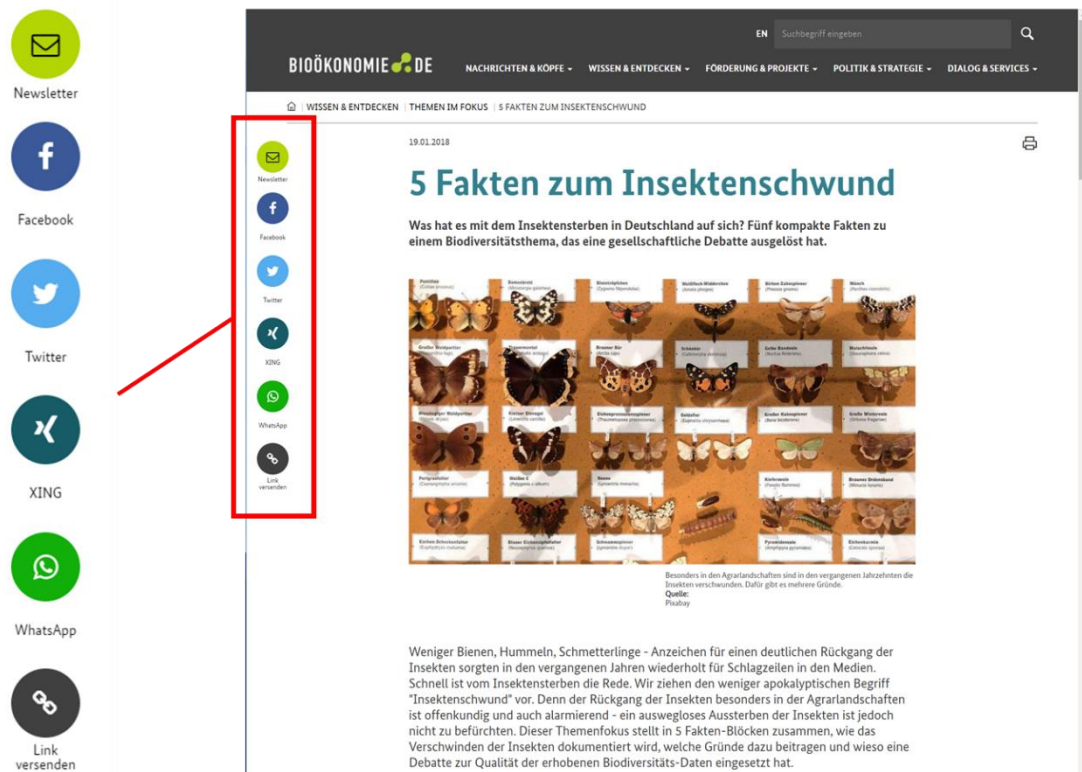 Newsletter
Facebook
Twitter
XING
WhatsApp
Link
versenden
EN Suchbegriff eingeben
BIOÖKONOMIE DE
NACHRICHTEN & KÖPFE WISSEN & ENTDECKEN FÖRDERUNG & PROJEKTE POLITIK & STRATEGIE DIALOG & SERVICES
WISSEN & ENTDECKEN | THEMEN IM FOKUS | 5 FAKTEN ZUM INSEKTENSCHWUND
Newsletter
Facebook
Twitter
XING
WhatsApp
Link
versenden
19.01.2018
5 Fakten zum Insektenschwund
Was hat es mit dem Insektensterben in Deutschland auf sich? Fünf kompakte Fakten zu
einem Biodiversitätsthema, das eine gesellschaftliche Debatte ausgelöst hat.
Besonders in den Agrarlandschaften sind in den vergangenen Jahrzehnten die
Insekten verschwunden. Dafür gibt es mehrere Gründe.
Quelle:
Pixabay
Weniger Bienen, Hummeln, Schmetterlinge - Anzeichen für einen deutlichen Rückgang der
Insekten sorgten in den vergangenen Jahren wiederholt für Schlagzeilen in den Medien.
Schnell ist vom Insektensterben die Rede. Wir ziehen den weniger apokalyptischen Begriff
"Insektenschwund" vor. Denn der Rückgang der Insekten besonders in der Agrarlandschaften
ist offenkundig und auch alarmierend - ein auswegloses Aussterben der Insekten ist jedoch
nicht zu befürchten. Dieser Themenfokus stellt in 5 Fakten-Blöcken zusammen, wie das
Verschwinden der Insekten dokumentiert wird, welche Gründe dazu beitragen und wieso eine
Debatte zur Qualität der erhobenen Biodiversitäts-Daten eingesetzt hat.